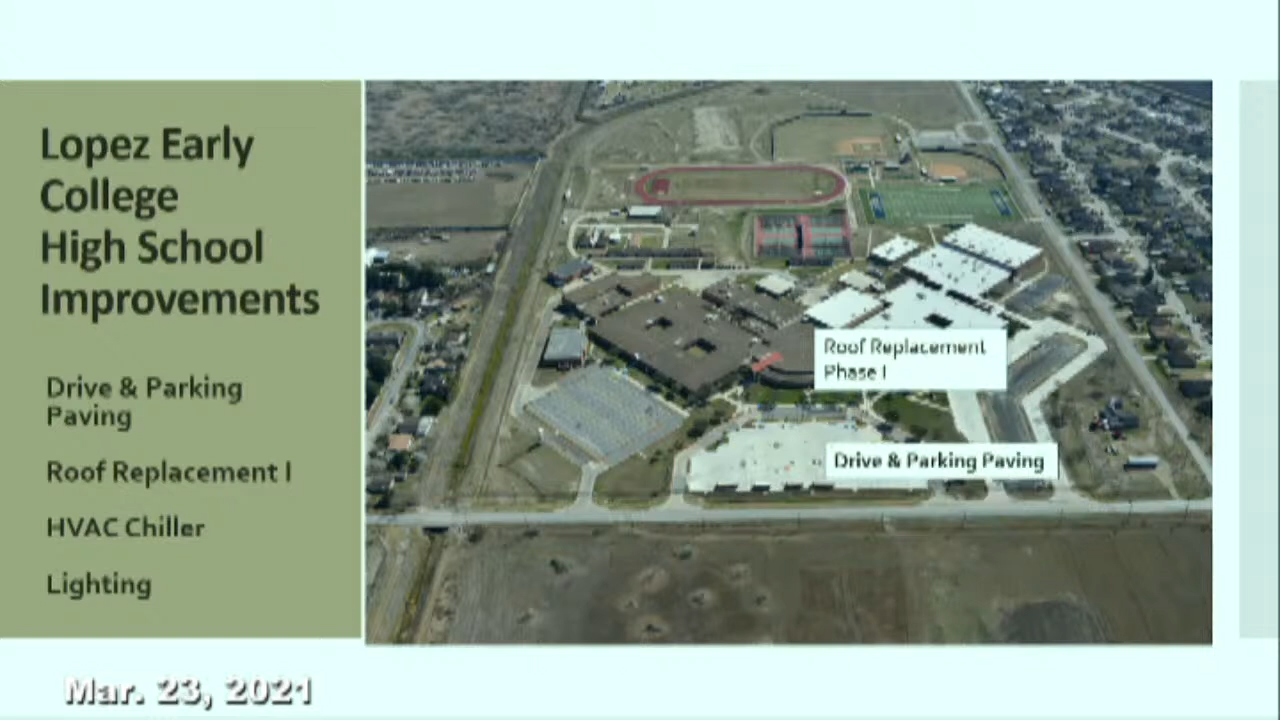 Lopez Early
College
High School
Improvements
Drive & Parking
Paving
Roof Replacement I
HVAC Chiller
Lighting
Roof Replacement
Phase I
Drive & Parking Paving
Mar. 23, 2021